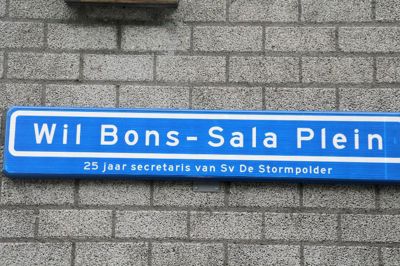 Wil Bons-Sala Plein
25 jaar secretaris van Sv De Stormpolder